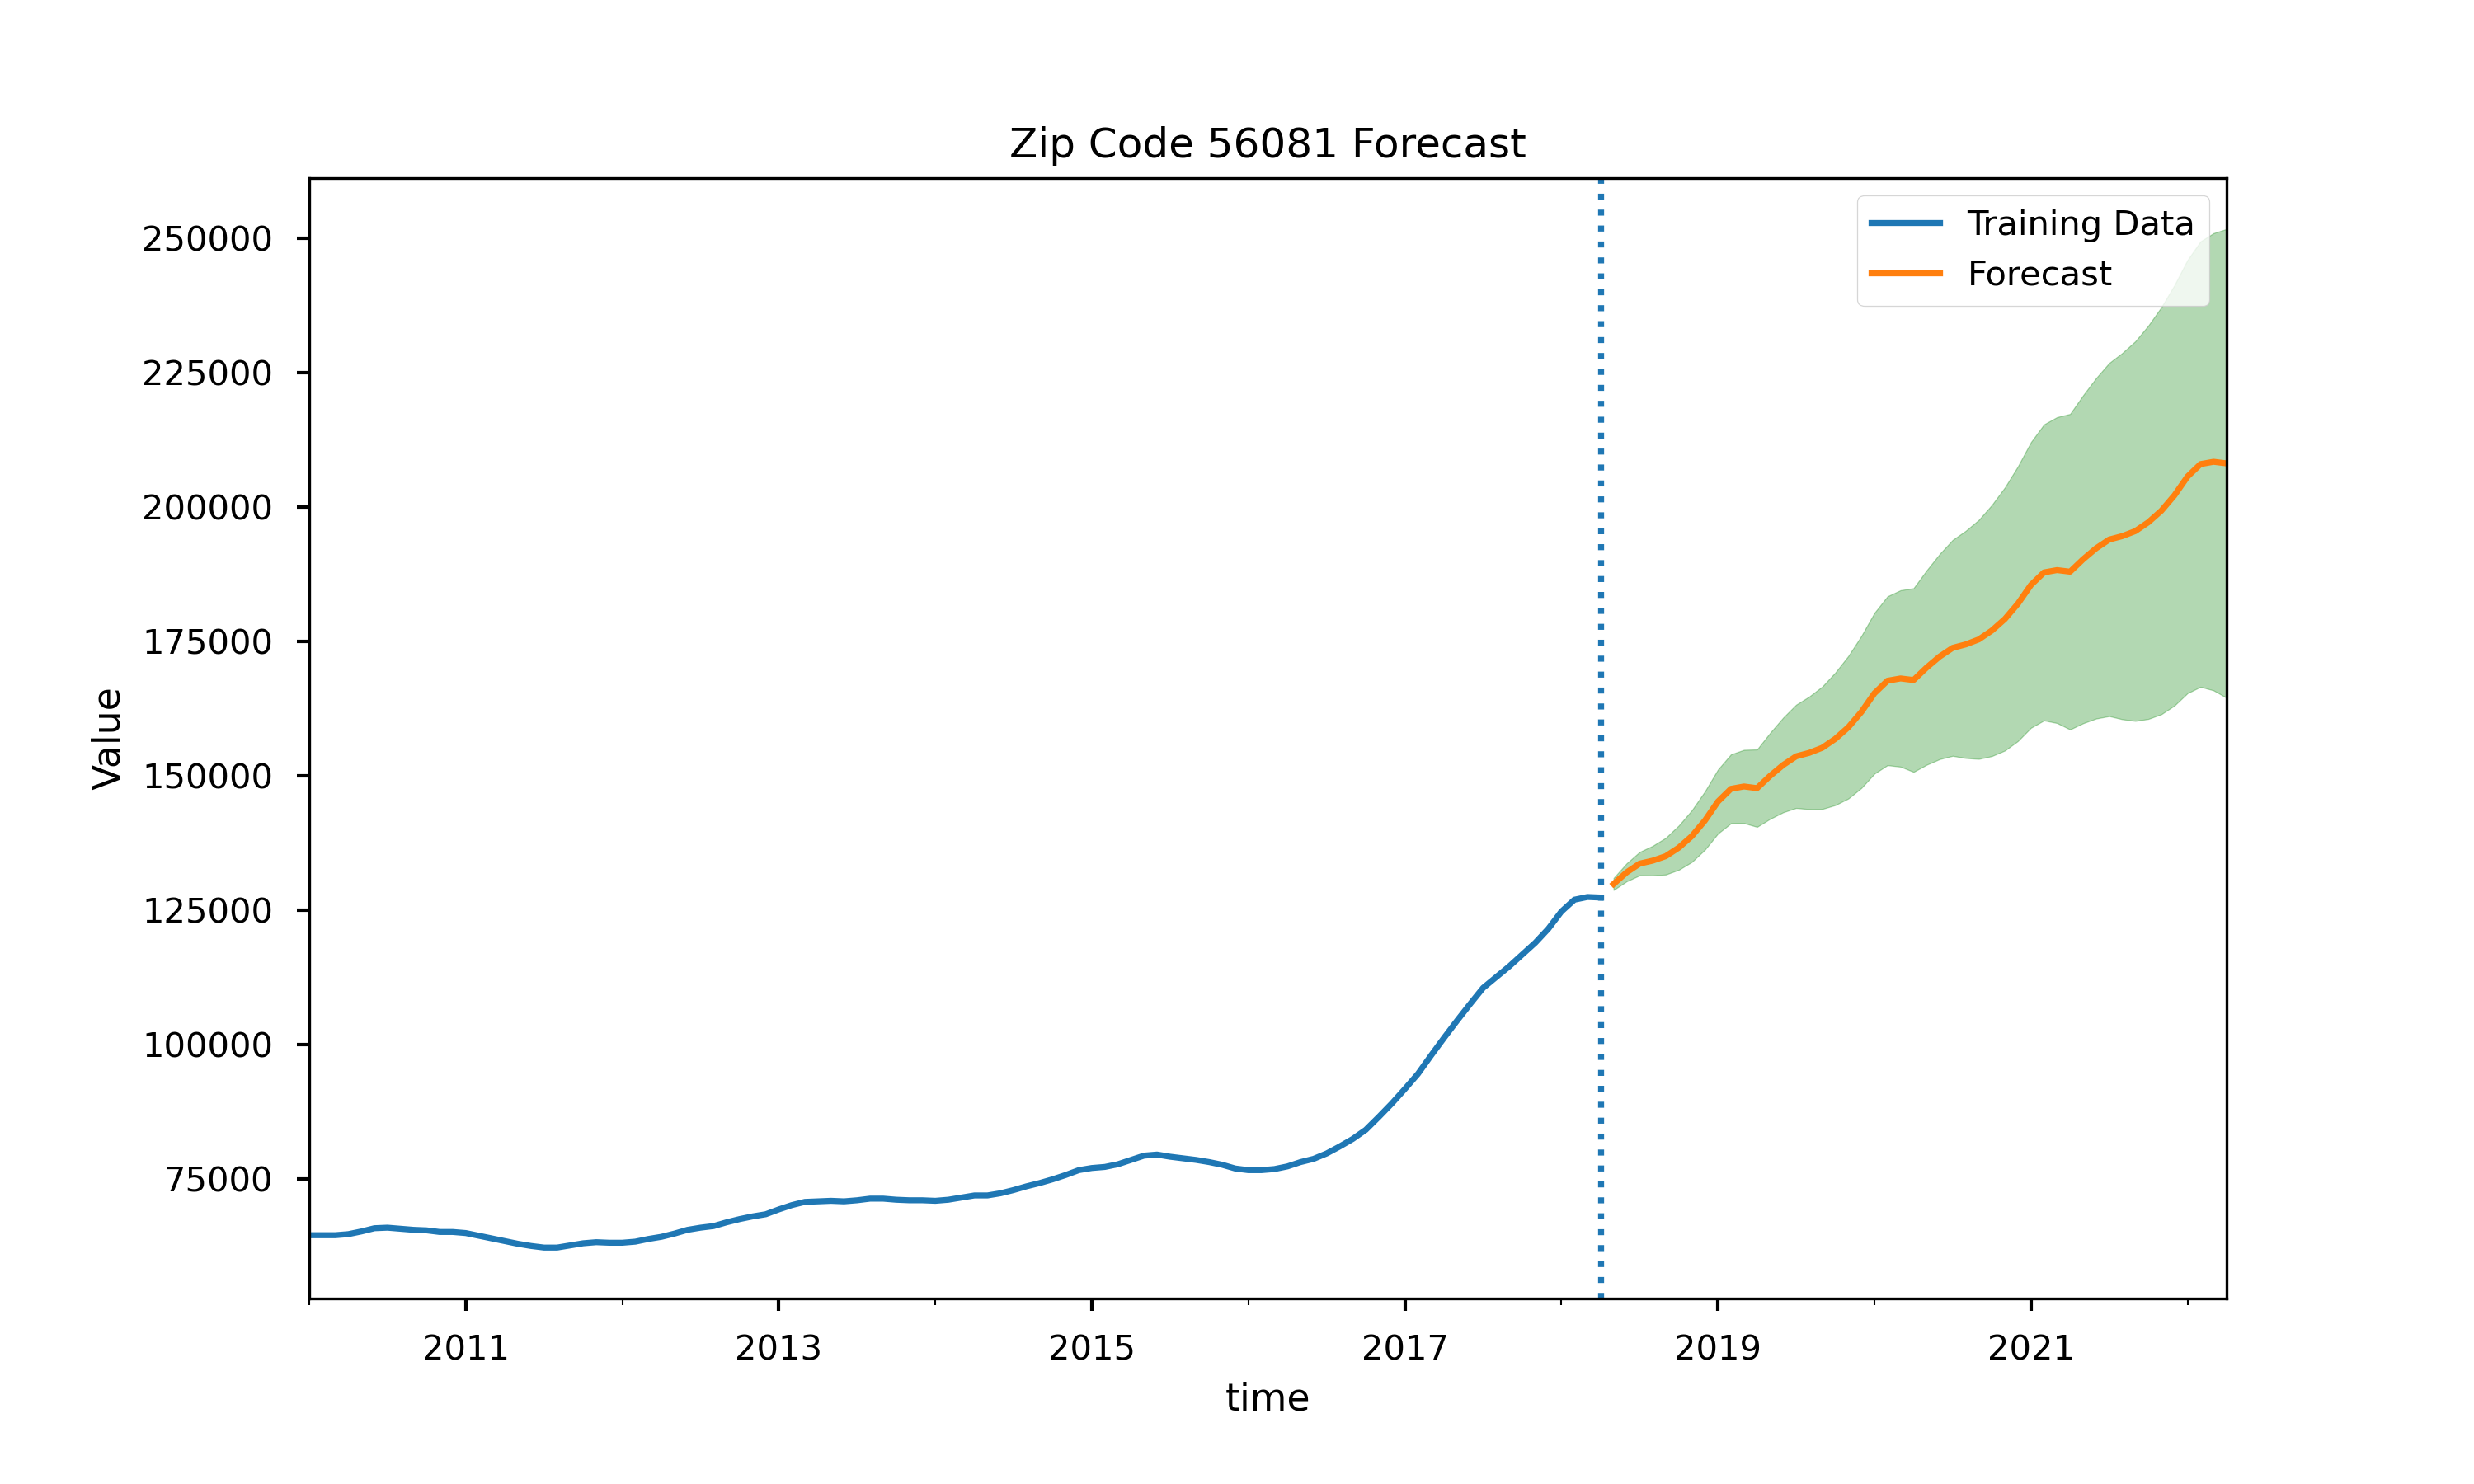 Zip Code 56081 Forecast
Training Data
Forecast
250000
225000
200000
175000
150000
125000
100000
75000
Value
2011 2013 2015 2017 2019 2021
time